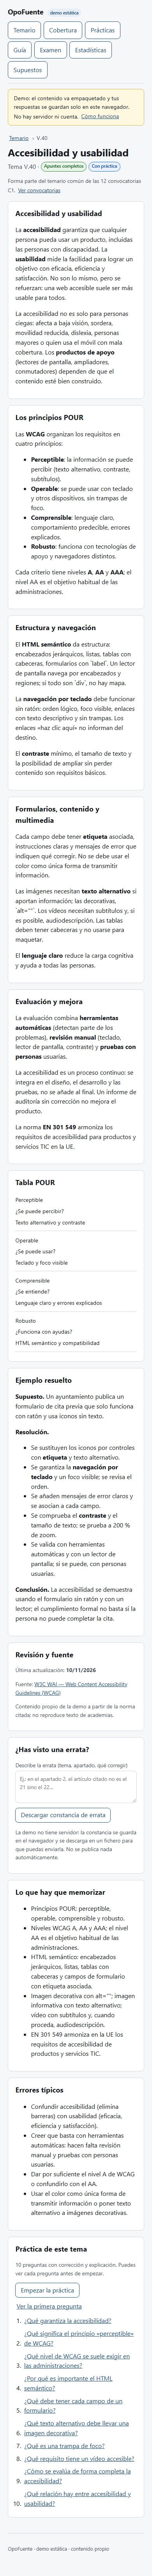 OpoFuente demo estática
Temario Cobertura Prácticas
Guía Examen Estadísticas
Supuestos
Demo: el contenido va empaquetado y tus
respuestas se guardan solo en este navegador.
No hay servidor ni cuenta. Cómo funciona
Temario › V.40
Accesibilidad y usabilidad
Tema V.40 · Apuntes completos Con práctica
Forma parte del temario común de las 12 convocatorias
C1. Ver convocatorias
Accesibilidad y usabilidad
La accesibilidad garantiza que cualquier
persona pueda usar un producto, incluidas
las personas con discapacidad. La
usabilidad mide la facilidad para lograr un
objetivo con eficacia, eficiencia y
satisfacción. No son lo mismo, pero se
refuerzan: una web accesible suele ser más
usable para todos.
La accesibilidad no es solo para personas
ciegas: afecta a baja visión, sordera,
movilidad reducida, dislexia, personas
mayores o quien usa el móvil con mala
cobertura. Los productos de apoyo
(lectores de pantalla, ampliadores,
conmutadores) dependen de que el
contenido esté bien construido.
Los principios POUR
Las WCAG organizan los requisitos en
cuatro principios:
• Perceptible: la información se puede
percibir (texto alternativo, contraste,
subtítulos).
• Operable: se puede usar con teclado
y otros dispositivos, sin trampas de
foco.
• Comprensible: lenguaje claro,
comportamiento predecible, errores
explicados.
• Robusto: funciona con tecnologías de
apoyo y navegadores distintos.
Cada criterio tiene niveles A, AA y AAA; el
nivel AA es el objetivo habitual de las
administraciones.
Estructura y navegación
El HTML semántico da estructura:
encabezados jerárquicos, listas, tablas con
cabeceras, formularios con `label`. Un lector
de pantalla navega por encabezados y
regiones; si todo son `div`, no hay mapa.
La navegación por teclado debe funcionar
sin ratón: orden lógico, foco visible, enlaces
con texto descriptivo y sin trampas. Los
enlaces «haz clic aquí» no informan del
destino.
El contraste mínimo, el tamaño de texto y
la posibilidad de ampliar sin perder
contenido son requisitos básicos.
Formularios, contenido y
multimedia
Cada campo debe tener etiqueta asociada,
instrucciones claras y mensajes de error que
indiquen qué corregir. No se debe usar el
color como única forma de transmitir
información.
Las imágenes necesitan texto alternativo si
aportan información; las decorativas,
`alt=""`. Los vídeos necesitan subtítulos y, si
es posible, audiodescripción. Las tablas
deben tener cabeceras y no usarse para
maquetar.
El lenguaje claro reduce la carga cognitiva
y ayuda a todas las personas.
Evaluación y mejora
La evaluación combina herramientas
automáticas (detectan parte de los
problemas), revisión manual (teclado,
lector de pantalla, contraste) y pruebas con
personas usuarias.
La accesibilidad es un proceso continuo: se
integra en el diseño, el desarrollo y las
pruebas, no se añade al final. Un informe de
auditoría sin corrección no mejora el
producto.
La norma EN 301 549 armoniza los
requisitos de accesibilidad para productos y
servicios TIC en la UE.
Tabla POUR
Perceptible
¿Se puede percibir?
Texto alternativo y contraste
Operable
¿Se puede usar?
Teclado y foco visible
Comprensible
¿Se entiende?
Lenguaje claro y errores explicados
Robusto
¿Funciona con ayudas?
HTML semántico y compatibilidad
Ejemplo resuelto
Supuesto. Un ayuntamiento publica un
formulario de cita previa que solo funciona
con ratón y usa iconos sin texto.
Resolución.
• Se sustituyen los iconos por controles
con etiqueta y texto alternativo.
• Se garantiza la navegación por
teclado y un foco visible; se revisa el
orden.
• Se añaden mensajes de error claros y
se asocian a cada campo.
• Se comprueba el contraste y el
tamaño de texto; se prueba a 200 %
de zoom.
• Se valida con herramientas
automáticas y con un lector de
pantalla; si se puede, con personas
usuarias.
Conclusión. La accesibilidad se demuestra
usando el formulario sin ratón y con un
lector; el cumplimiento formal no basta si la
persona no puede completar la cita.
Revisión y fuente
Última actualización: 10/11/2026
Fuente: W3C WAI — Web Content Accessibility
Guidelines (WCAG)
Contenido propio de la demo a partir de la norma
citada; no reproduce texto de academias.
¿Has visto una errata?
Describe la errata (tema, apartado, qué corregir)
Ej.: en el apartado 2, el artículo citado no es el
21 sino el 22...
Descargar constancia de errata
La demo no tiene servidor: la constancia se guarda
en el navegador y se descarga en un fichero para
que puedas enviarla. No se publica nada
automáticamente.
Lo que hay que memorizar
• Principios POUR: perceptible,
operable, comprensible y robusto.
• Niveles WCAG A, AA y AAA; el nivel
AA es el objetivo habitual de las
administraciones.
• HTML semántico: encabezados
jerárquicos, listas, tablas con
cabeceras y campos de formulario
con etiqueta asociada.
• Imagen decorativa con alt=""; imagen
informativa con texto alternativo;
vídeo con subtítulos y, cuando
proceda, audiodescripción.
• EN 301 549 armoniza en la UE los
requisitos de accesibilidad de
productos y servicios TIC.
Errores típicos
• Confundir accesibilidad (elimina
barreras) con usabilidad (eficacia,
eficiencia y satisfacción).
• Creer que basta con herramientas
automáticas: hacen falta revisión
manual y pruebas con personas
usuarias.
• Dar por suficiente el nivel A de WCAG
o confundirlo con el AA.
• Usar el color como única forma de
transmitir información o poner texto
alternativo a imágenes decorativas.
Práctica de este tema
10 preguntas con corrección y explicación. Puedes
ver cada pregunta antes de empezar.
Empezar la práctica
Ver la primera pregunta
1. ¿Qué garantiza la accesibilidad?
2. ¿Qué significa el principio «perceptible»
de WCAG?
3. ¿Qué nivel de WCAG se suele exigir en
las administraciones?
4. ¿Por qué es importante el HTML
semántico?
5. ¿Qué debe tener cada campo de un
formulario?
6. ¿Qué texto alternativo debe llevar una
imagen decorativa?
7. ¿Qué es una trampa de foco?
8. ¿Qué requisito tiene un vídeo accesible?
9. ¿Cómo se evalúa de forma completa la
accesibilidad?
10. ¿Qué relación hay entre accesibilidad y
usabilidad?
OpoFuente · demo estática · contenido propio